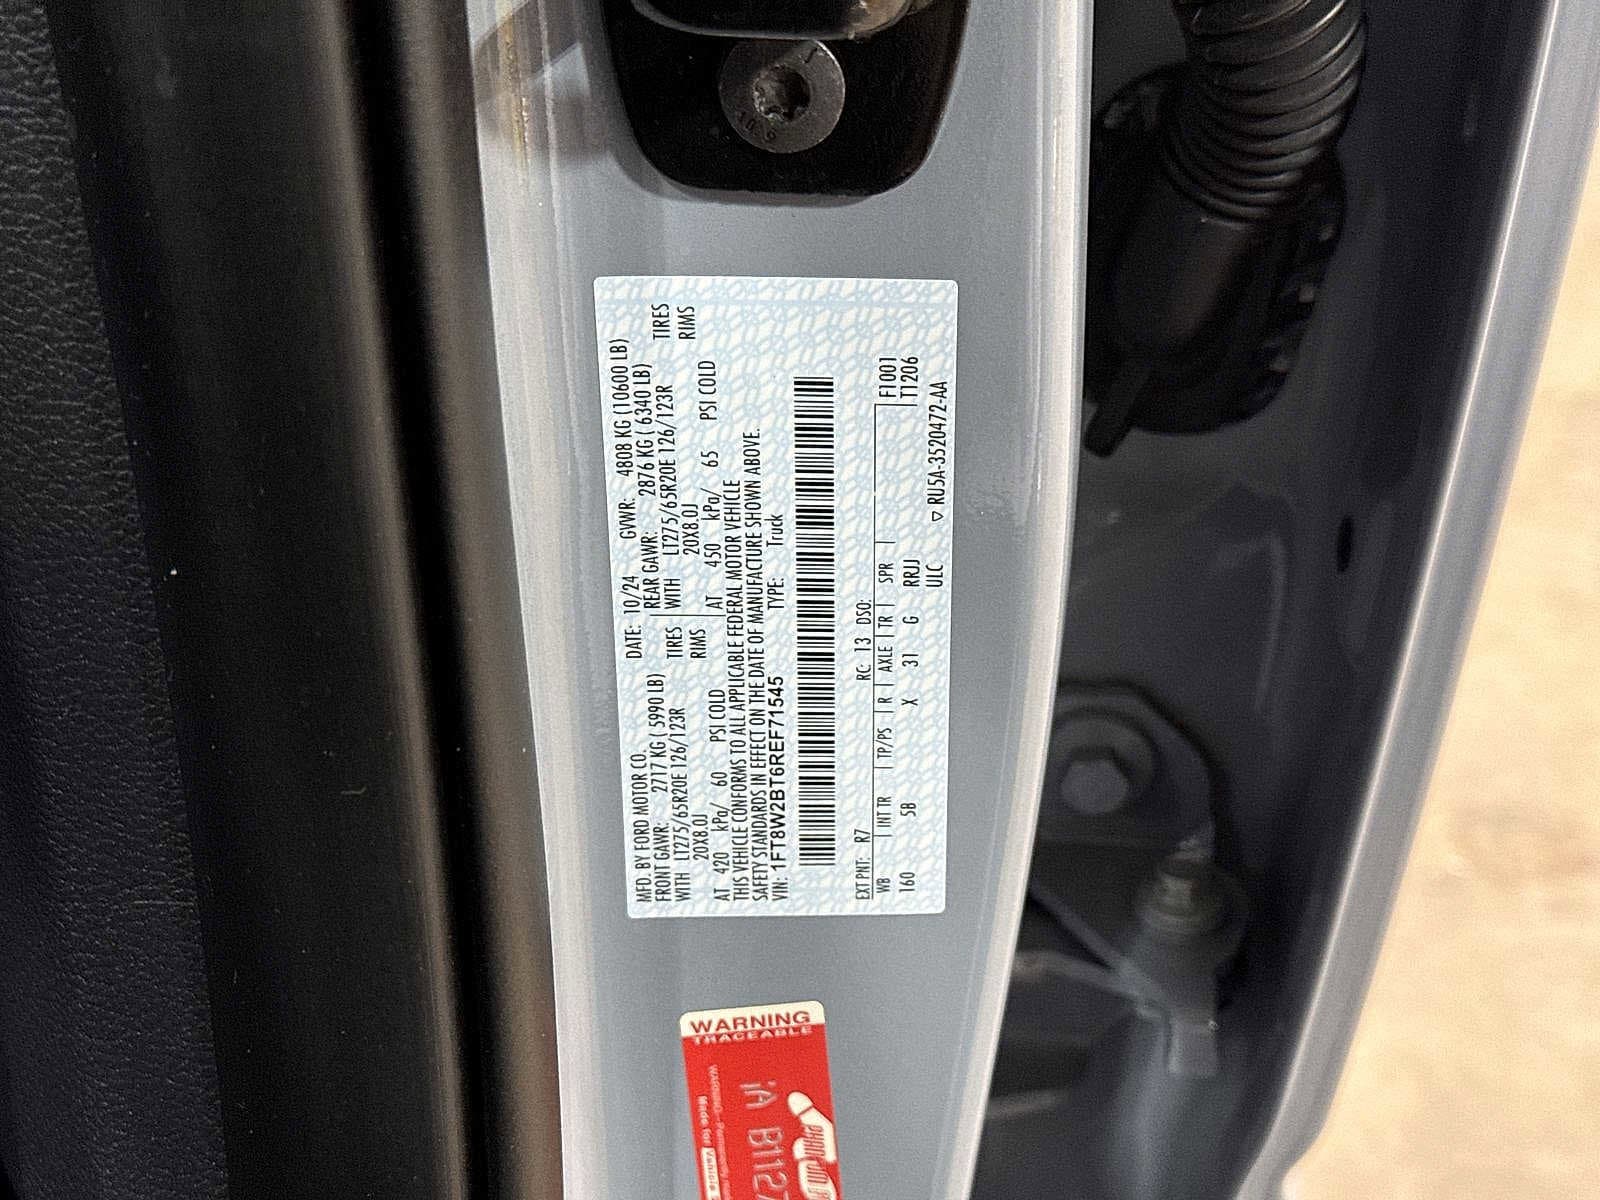 MFD. BY FORD MOTOR CO.
DATE: 10/24 GVWR: 4808 KG (10600 LB)
FRONT GAWR: 2717 KG ( 5990 LB) REAR GAWR: 2876 KG ( 6340 LB)
WITH LT275/65R20E 126/123R TIRES WITH LT275/65R20E 126/123R TIRES
20X8.0J RIMS 20X8.0J RIMS
AT 420 kPa/ 60 PSI COLD AT 450 kPa/ 65 PSI COLD
THIS VEHICLE CONFORMS TO ALL APPLICABLE FEDERAL MOTOR VEHICLE
SAFETY STANDARDS IN EFFECT ON THE DATE OF MANUFACTURE SHOWN ABOVE.
VIN: 1FT8W2BT6REF71545 TYPE: Truck
EXT PNT: R7 RC: 13 DSO:
WB INT TR TP/PS R AXLE TR SPR F1001
160 5B X 31 G RRJJ T1206
ULC
RU5A-3520472-AA
WARNING
TRACEABLE